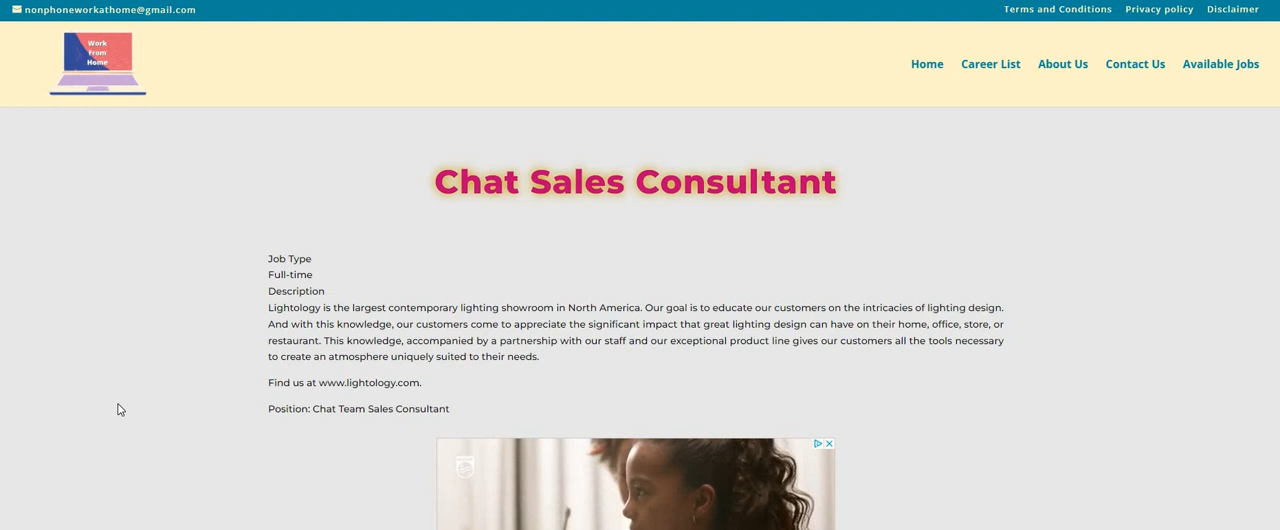 nonphoneworkathome@gmail.com
Terms and Conditions Privacy policy Disclaimer
Work
From
Home
Home Career List About Us Contact Us Available Jobs
Chat Sales Consultant
Job Type
Full-time
Description
Lightology is the largest contemporary lighting showroom in North America. Our goal is to educate our customers on the intricacies of lighting design.
And with this knowledge, our customers come to appreciate the significant impact that great lighting design can have on their home, office, store, or
restaurant. This knowledge, accompanied by a partnership with our staff and our exceptional product line gives our customers all the tools necessary
to create an atmosphere uniquely suited to their needs.
Find us at www.lightology.com.
Position: Chat Team Sales Consultant